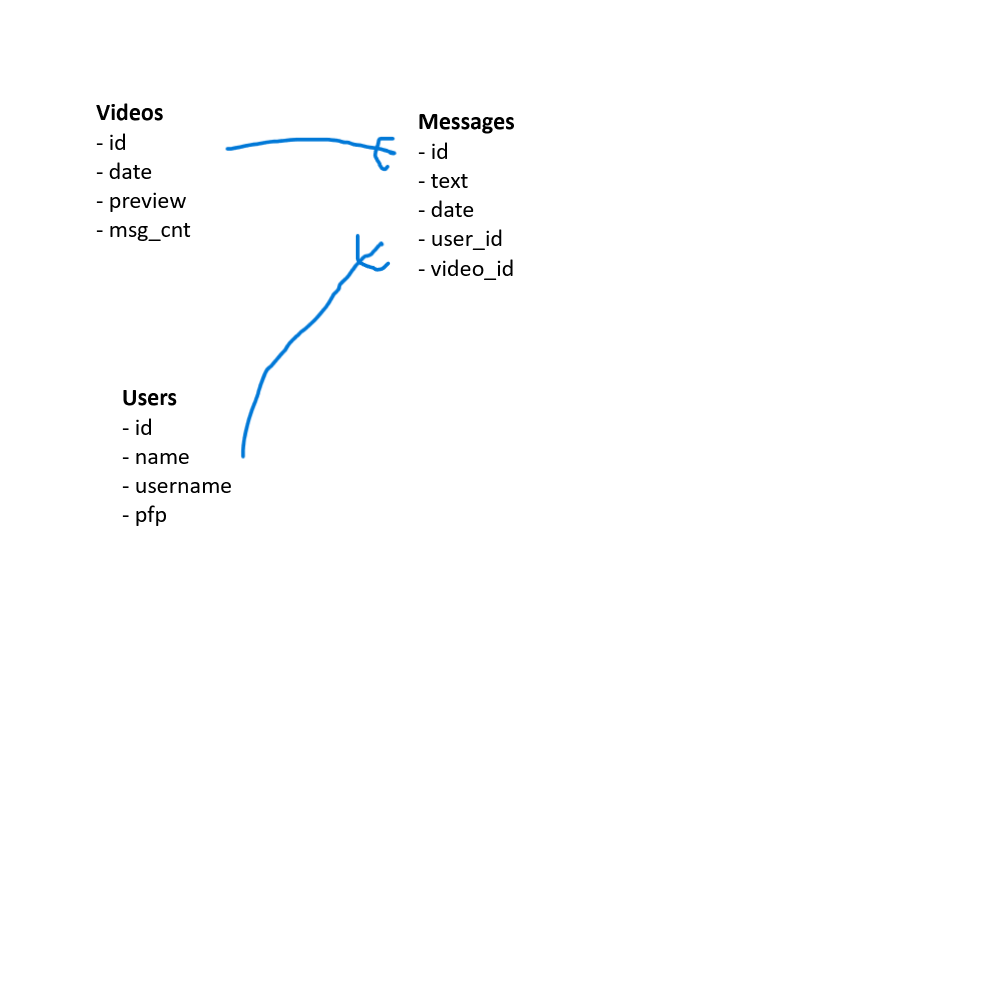 Videos
- id
- date
- preview
- msg_cnt
Messages
- id
- text
- date
- user_id
- video_id
Users
- id
- name
- username
- pfp